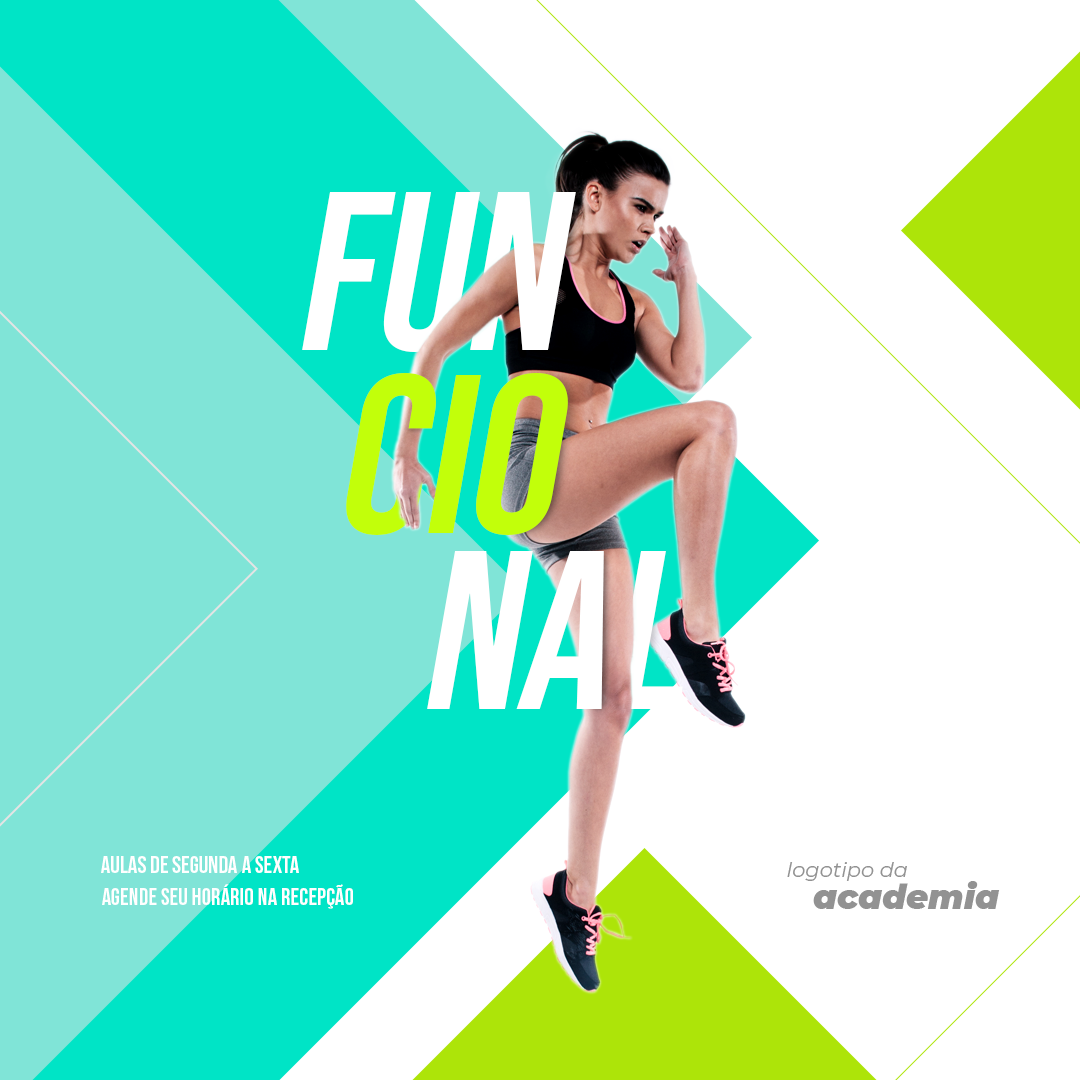 FUN
CIO
NAL
AULAS DE SEGUNDA A SEXTA
AGENDE SEU HORÁRIO NA RECEPÇÃO
logotipo da
academia